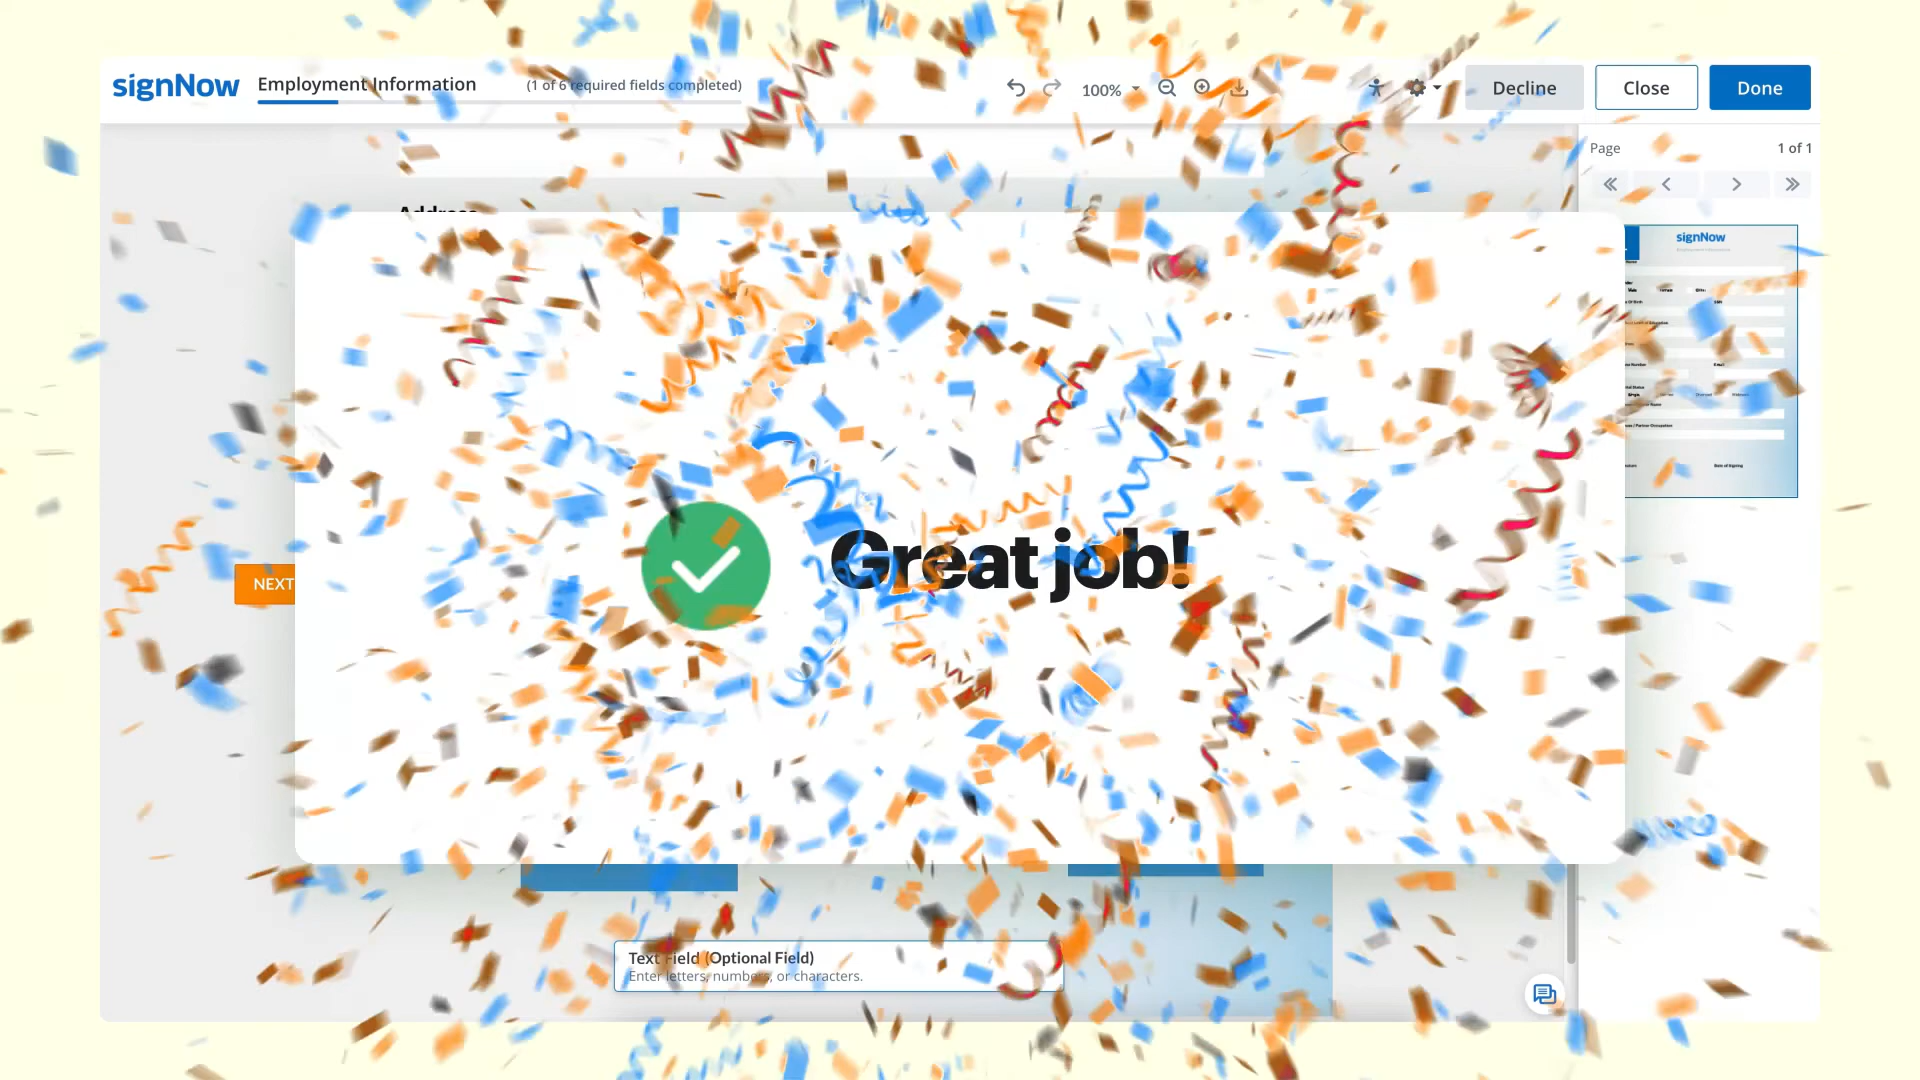 signNow
Employment Information
(1 of 6 required fields completed)
100%
Decline
Close
Done
Page
1 of 1
Address
signNow
NEXT
Great job!
Text Field (Optional Field)
Enter letters, numbers, or characters.